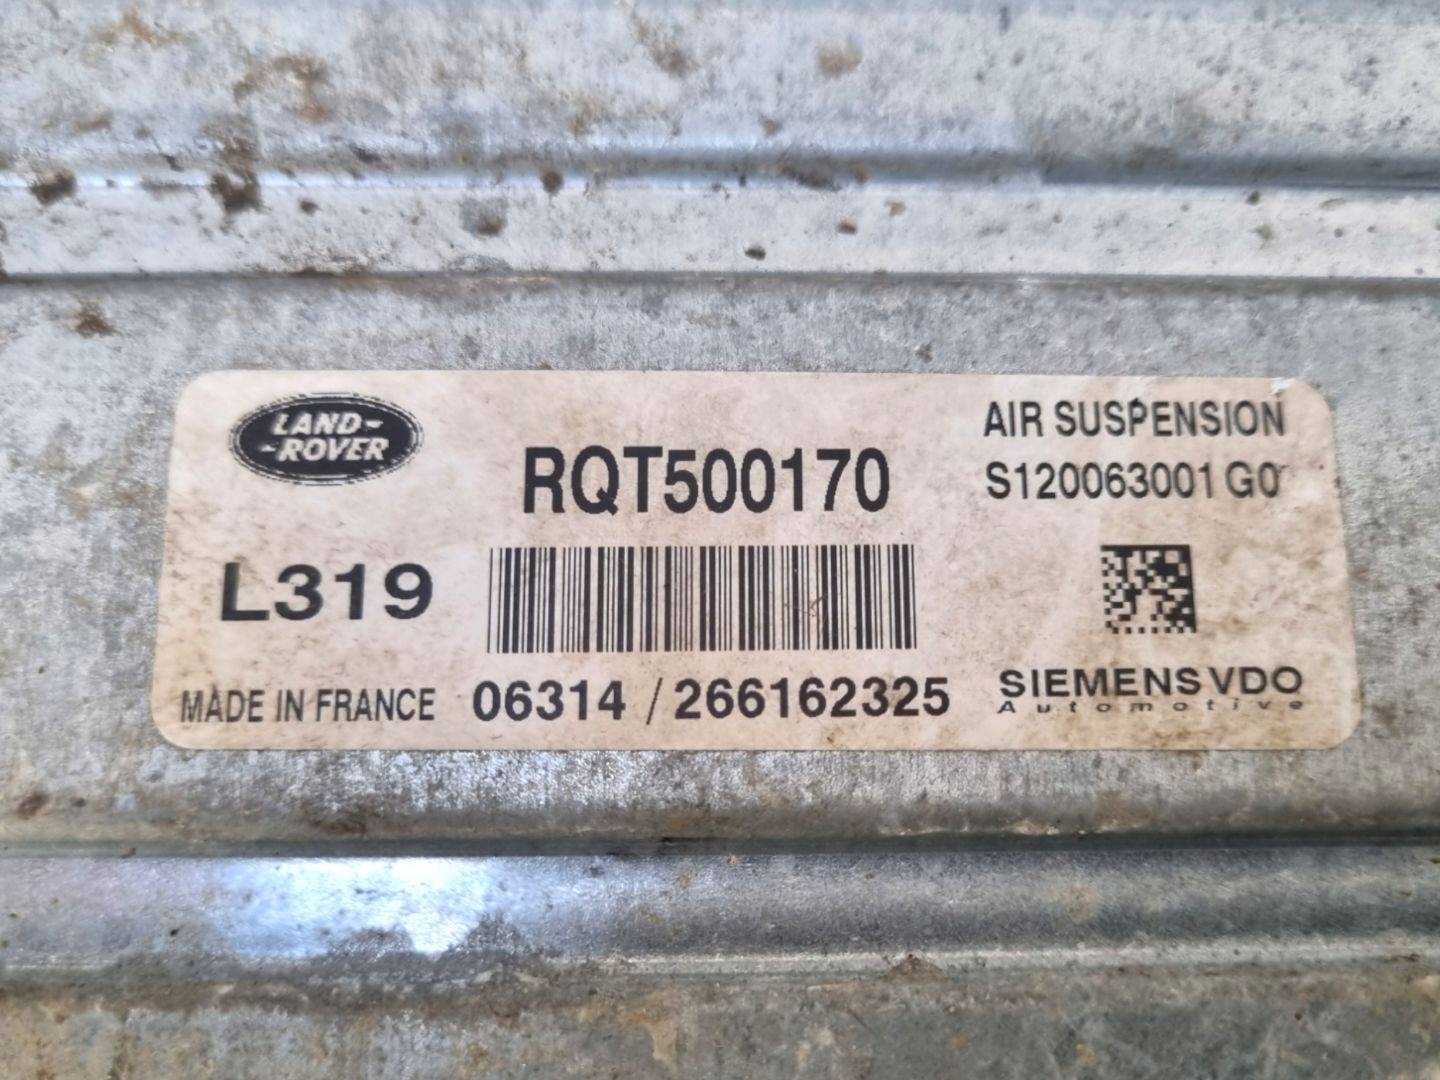 LAND-
-ROVER
RQT500170
AIR SUSPENSION
S120063001 G0
L319
MADE IN FRANCE
06314 / 266162325
SIEMENS VDO
Automotive